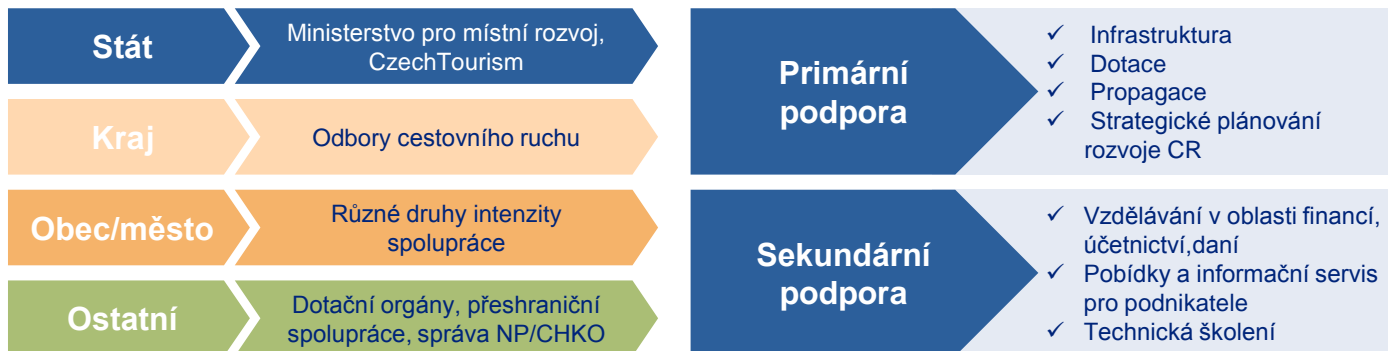 Stát
Ministerstvo pro místní rozvoj,
CzechTourism
Kraj
Odbory cestovního ruchu
Obec/město
Různé druhy intenzity
spolupráce
Ostatní
Dotační orgány, přeshraniční
spolupráce, správa NP/CHKO
Primární
podpora
✓ Infrastruktura
✓ Dotace
✓ Propagace
✓ Strategické plánování
rozvoje CR
Sekundární
podpora
✓ Vzdělávání v oblasti financí,
účetnictví,daní
✓ Pobídky a informační servis
pro podnikatele
✓ Technická školení